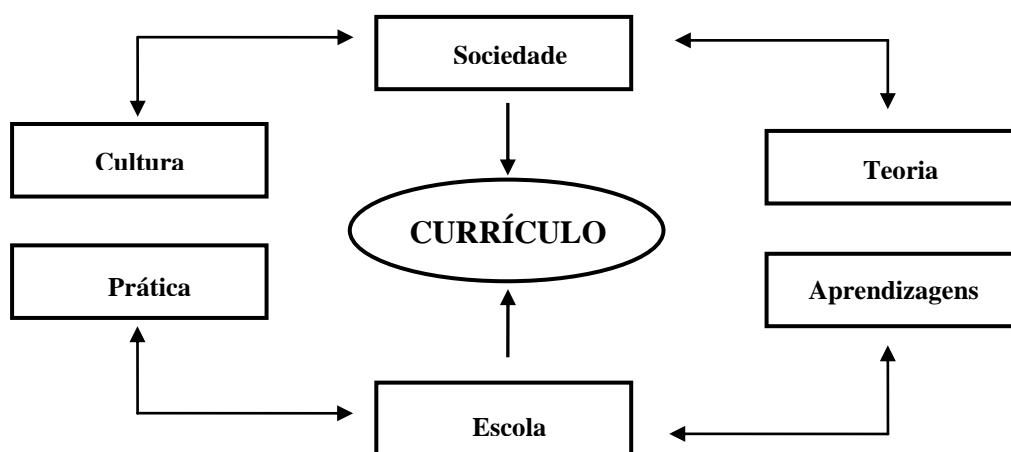 Sociedade
Cultura
Teoria
CURRÍCULO
Prática
Aprendizagens
Escola